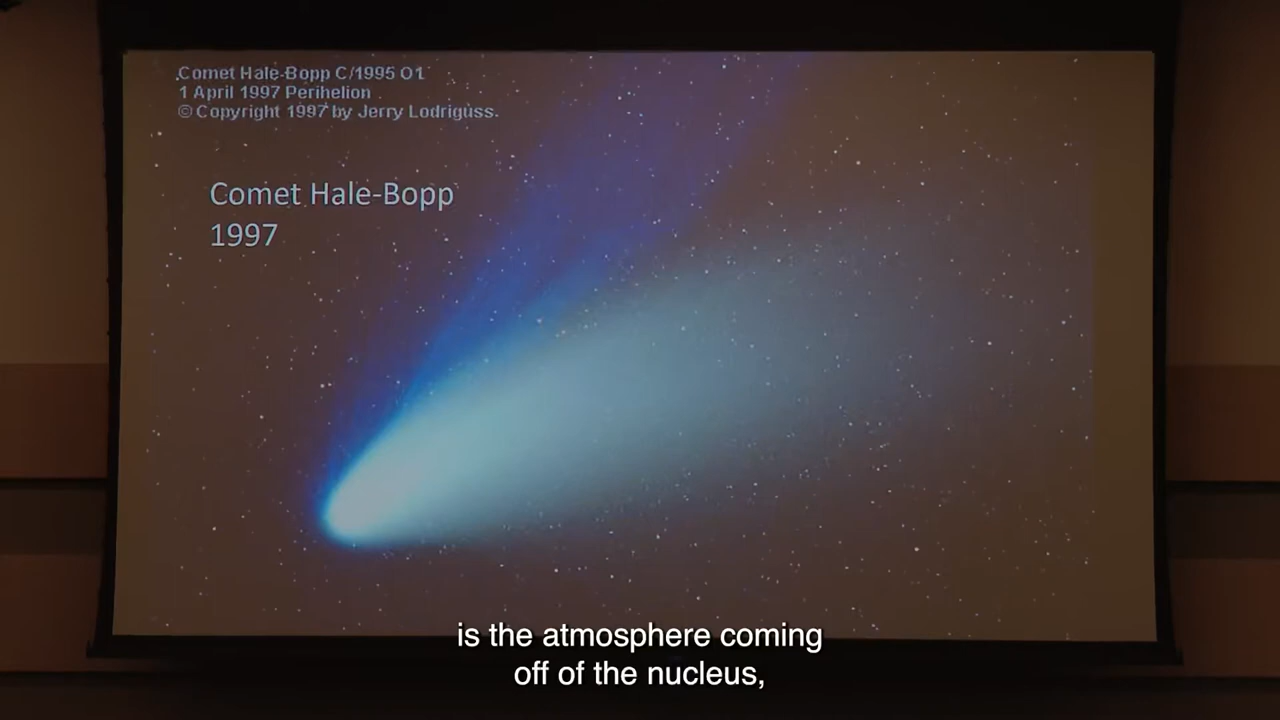 Comet Hale-Bopp C/1995 O1
1 April 1997 Perihelion
© Copyright 1997 by Jerry Lodriguss.
Comet Hale-Bopp
1997
is the atmosphere coming
off of the nucleus,